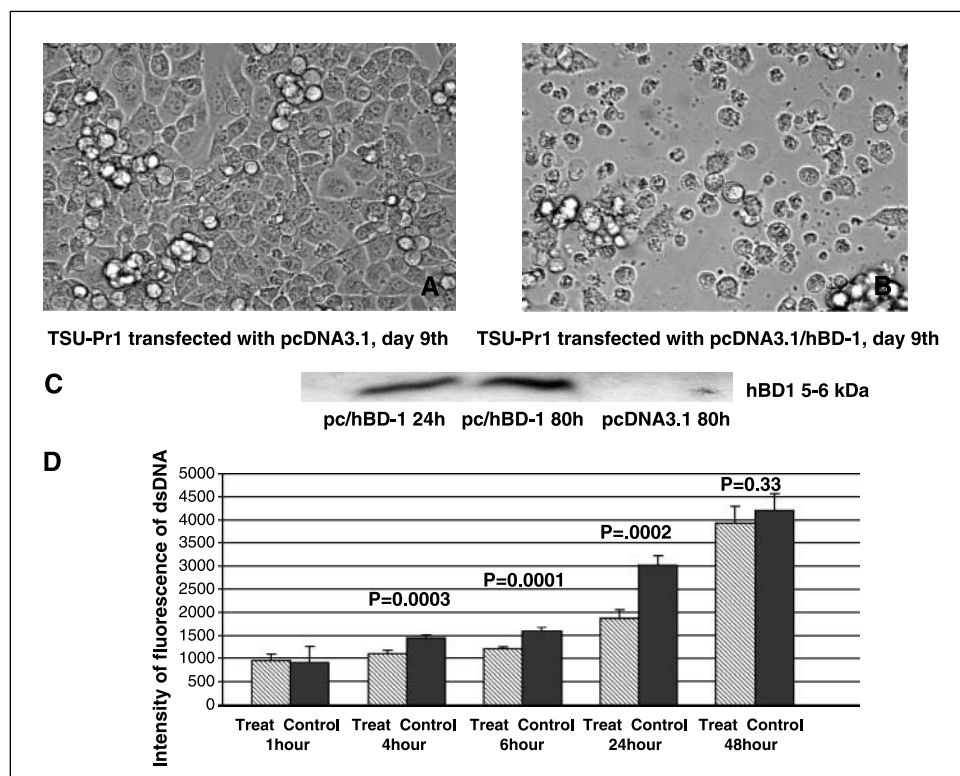 A
B
TSU-Pr1 transfected with pcDNA3.1, day 9th
TSU-Pr1 transfected with pcDNA3.1/hBD-1, day 9th
C
hBD1 5-6 kDa
pc/hBD-1 24h pc/hBD-1 80h pcDNA3.1 80h
D
Intensity of fluorescence of dsDNA
5000
4500
4000
3500
3000
2500
2000
1500
1000
500
0
P=0.0003
P=0.0001
P=.0002
P=0.33
Treat Control Treat Control Treat Control Treat Control Treat Control
1hour 4hour 6hour 24hour 48hour